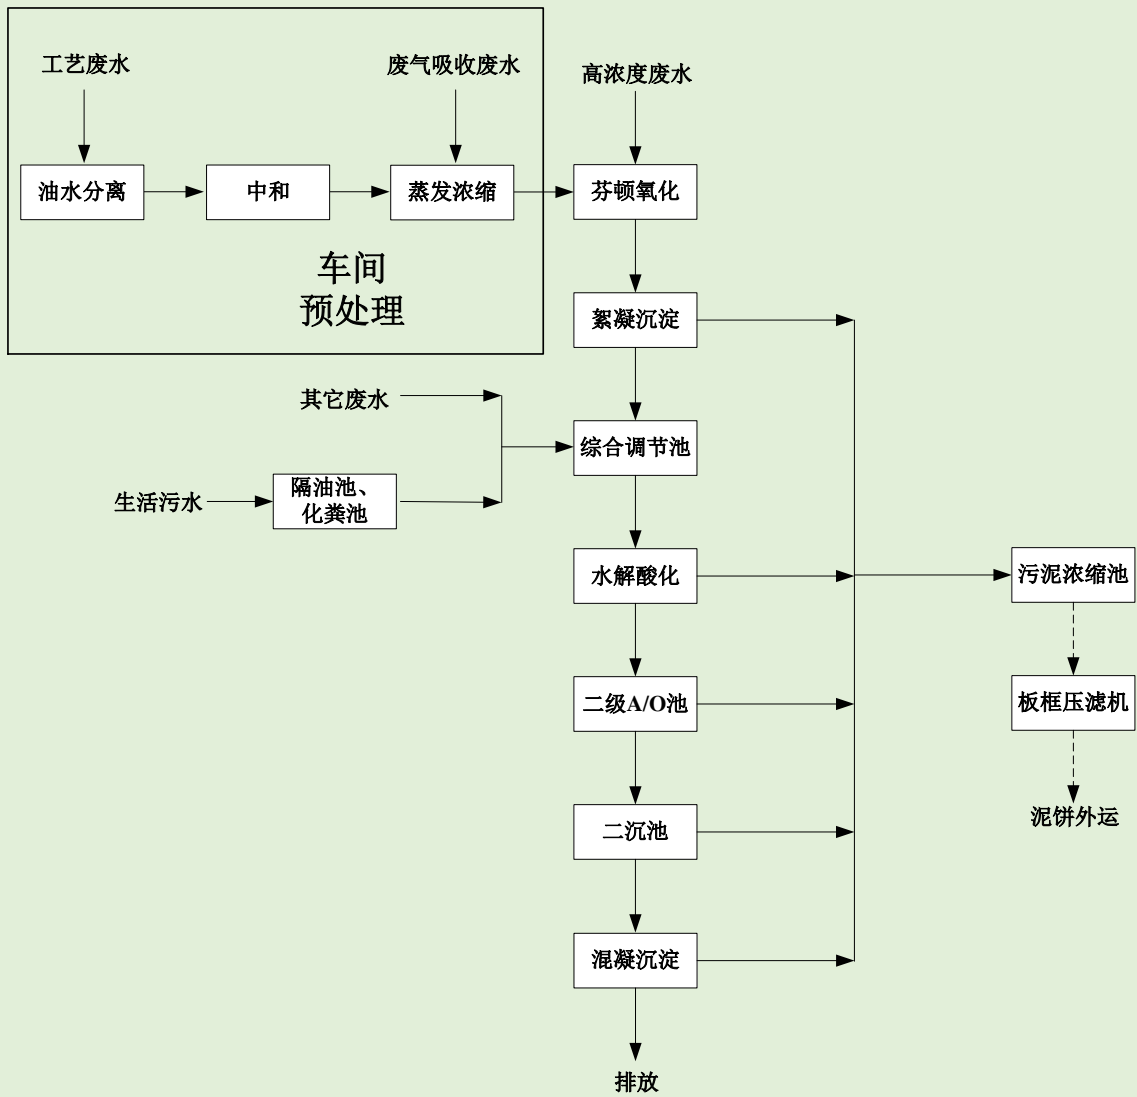 工艺废水
废气吸收废水
高浓度废水
油水分离
中和
蒸发浓缩
芬顿氧化
车间
预处理
絮凝沉淀
其它废水
综合调节池
生活污水
隔油池、
化粪池
水解酸化
污泥浓缩池
二级A/O池
板框压滤机
二沉池
泥饼外运
混凝沉淀
排放